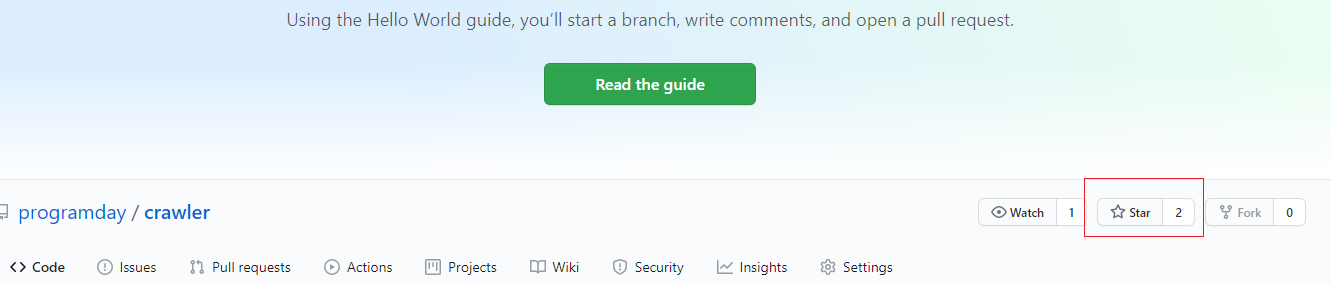 Using the Hello World guide, you’ll start a branch, write comments, and open a pull request.
Read the guide
programday / crawler
Watch 1 Star 2 Fork 0
Code Issues Pull requests Actions Projects Wiki Security Insights Settings